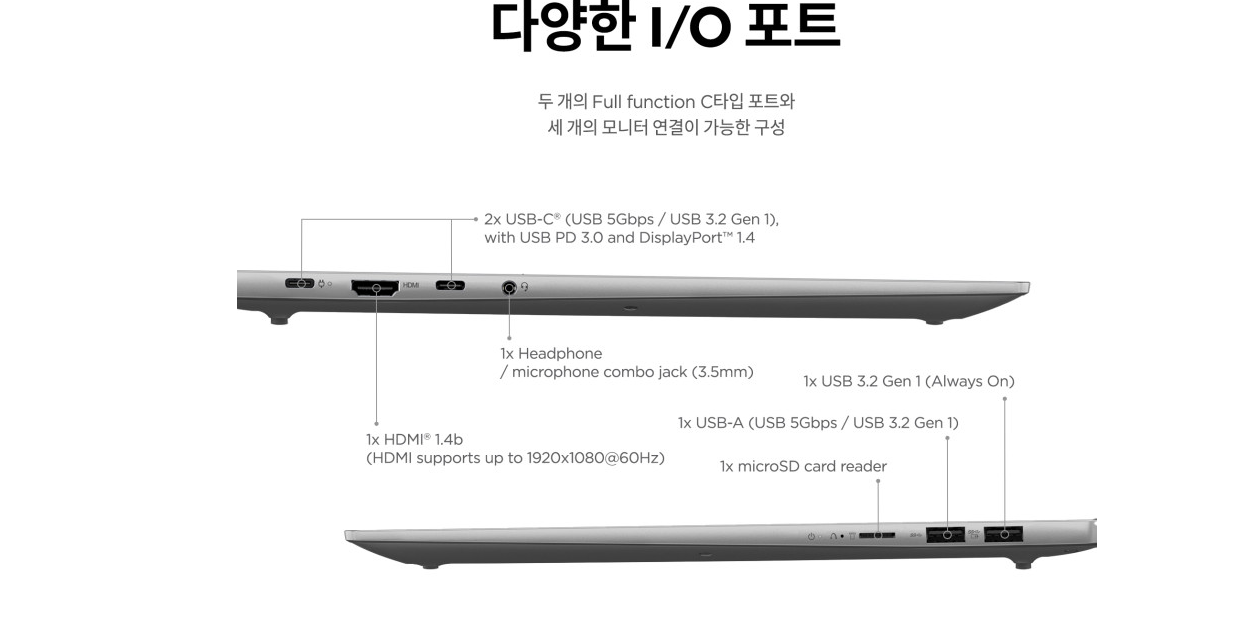 다양한 I/O 포트
두 개의 Full function C타입 포트와
세 개의 모니터 연결이 가능한 구성
2x USB-C® (USB 5Gbps / USB 3.2 Gen 1),
with USB PD 3.0 and DisplayPort™ 1.4
HDMI
1x Headphone
/ microphone combo jack (3.5mm)
1x USB 3.2 Gen 1 (Always On)
1x USB-A (USB 5Gbps / USB 3.2 Gen 1)
1x HDMI® 1.4b
(HDMI supports up to 1920x1080@60Hz)
1x microSD card reader